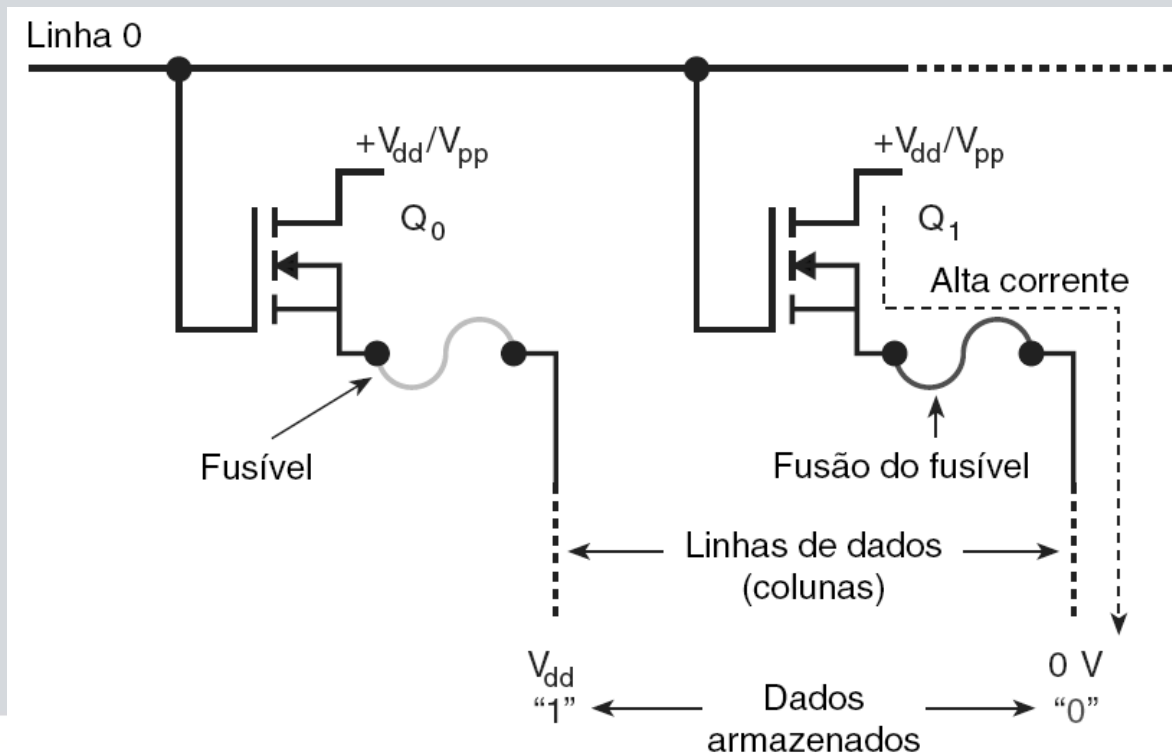 Linha 0
+Vdd/Vpp
+Vdd/Vpp
Q0
Q1
Alta corrente
Fusível
Fusão do fusível
Linhas de dados
(colunas)
Vdd
0 V
“1”
Dados
armazenados
“0”